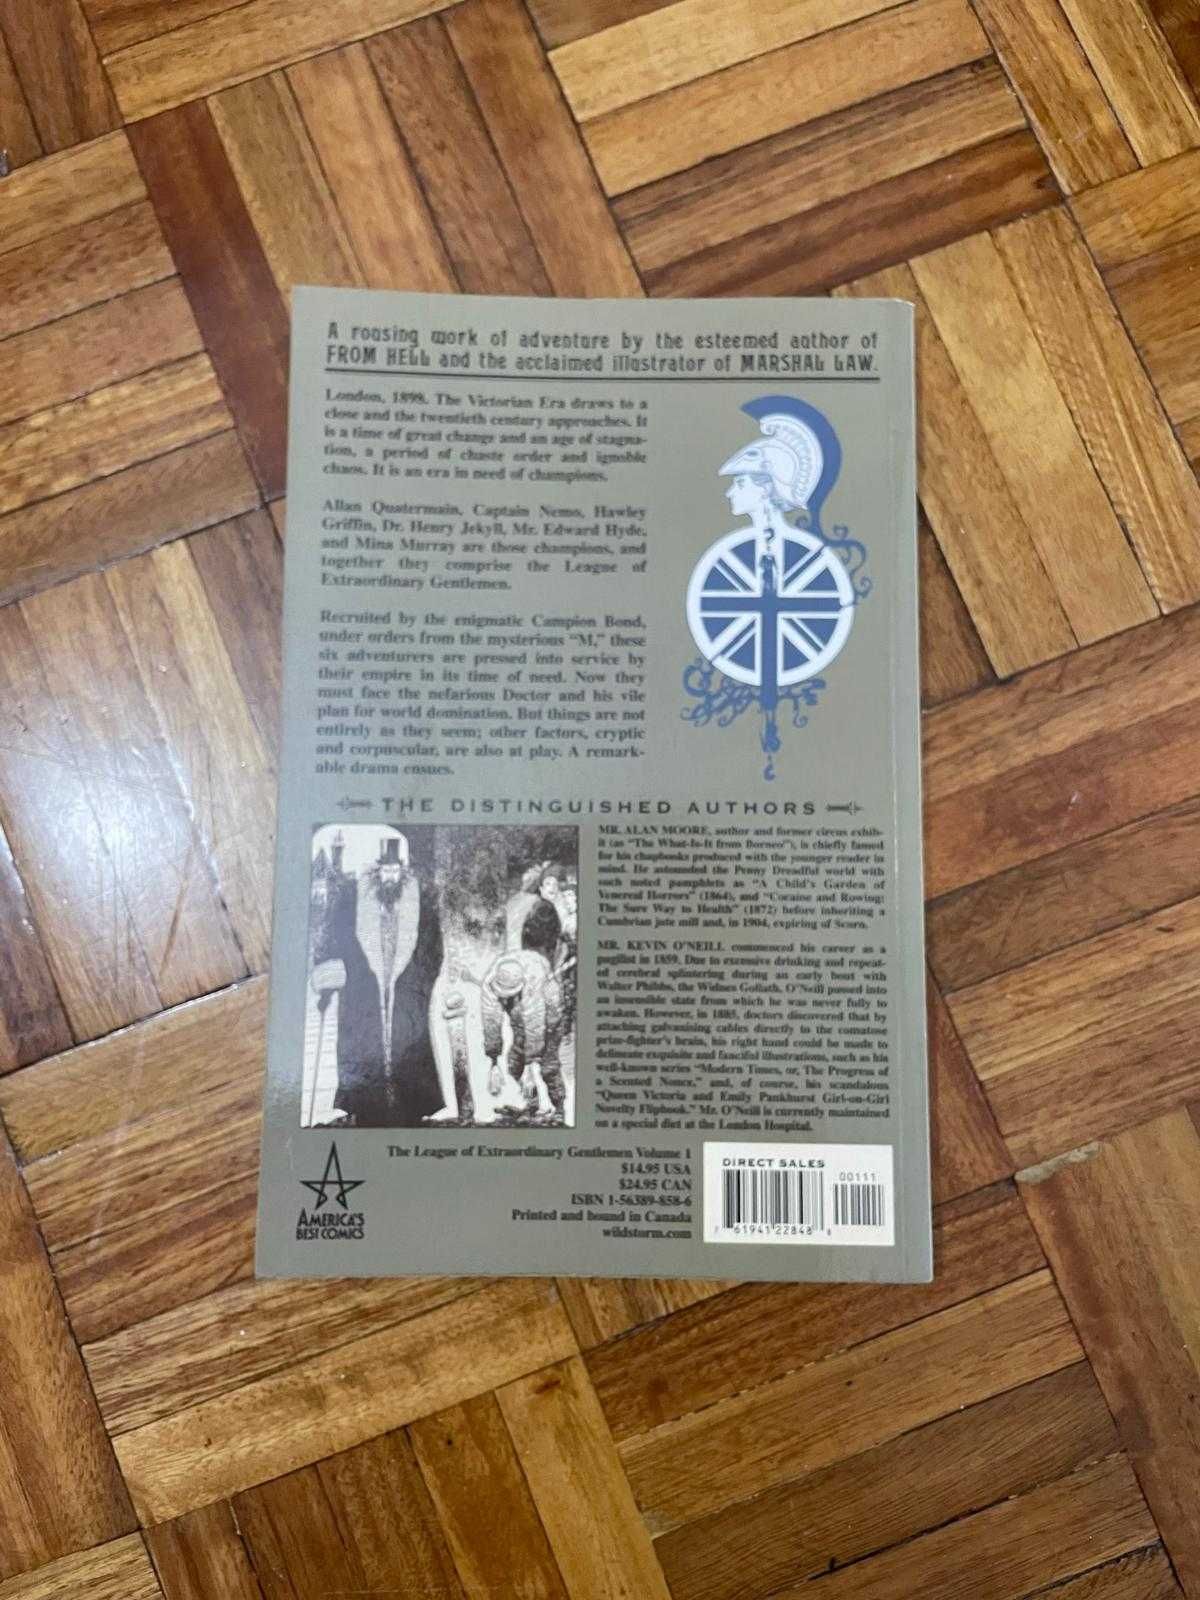 A rousing work of adventure by the esteemed author of
FROM HELL and the acclaimed illustrator of MARSHAL LAW.
London, 1898. The Victorian Era draws to a
close and the twentieth century approaches. It
is a time of great change and an age of stagna-
tion, a period of chaste order and ignoble
chaos. It is an era in need of champions.
Allan Quatermain, Captain Nemo, Hawley
Griffin, Dr. Henry Jekyll, Mr. Edward Hyde,
and Mina Murray are those champions, and
together they comprise the League of
Extraordinary Gentlemen.
Recruited by the enigmatic Campion Bond,
under orders from the mysterious "M," these
six adventurers are pressed into service by
their empire in its time of need. Now they
must face the nefarious Doctor and his vile
plan for world domination. But things are not
entirely as they seem; other factors, cryptic
and corpuscular, are also at play. A remark-
able drama ensues.
?
?
THE DISTINGUISHED AUTHORS
MR. ALAN MOORE, author and former circus exhib-
it (as "The What-Is-It from Borneo"), is chiefly famed
for his chapbooks produced with the younger reader in
mind. He astounded the Penny Dreadful world with
such noted pamphlets as "A Child's Garden of
Venereal Horrors" (1864), and "Cocaine and Rowing:
The Sure Way to Health" (1872) before inheriting a
Cumbrian jute mill and, in 1904, expiring of Scorn.
MR. KEVIN O'NEILL commenced his career as a
pugilist in 1859. Due to excessive drinking and repeat-
ed cerebral splintering during an early bout with
Walter Phibbs, the Widnes Goliath, O'Neill passed into
an insensible state from which he was never fully to
awaken. However, in 1885, doctors discovered that by
attaching galvanising cables directly to the comatose
prize-fighter's brain, his right hand could be made to
delineate exquisite and fanciful illustrations, such as his
well-known series "Modern Times, or, The Progress of
a Scented Nonce," and, of course, his scandalous
"Queen Victoria and Emily Pankhurst Girl-on-Girl
Novelty Flipbook." Mr. O'Neill is currently maintained
on a special diet at the London Hospital.
AMERICA'S
BEST COMICS
The League of Extraordinary Gentlemen Volume 1
$14.95 USA
$24.95 CAN
ISBN 1-56389-858-6
Printed and bound in Canada
wildstorm.com
DIRECT SALES
00111
7 61941 22848 8